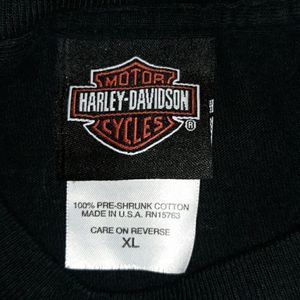 MOTOR
HARLEY-DAVIDSON
CYCLES®
100% PRE-SHRUNK COTTON
MADE IN U.S.A. RN15763
CARE ON REVERSE
XL